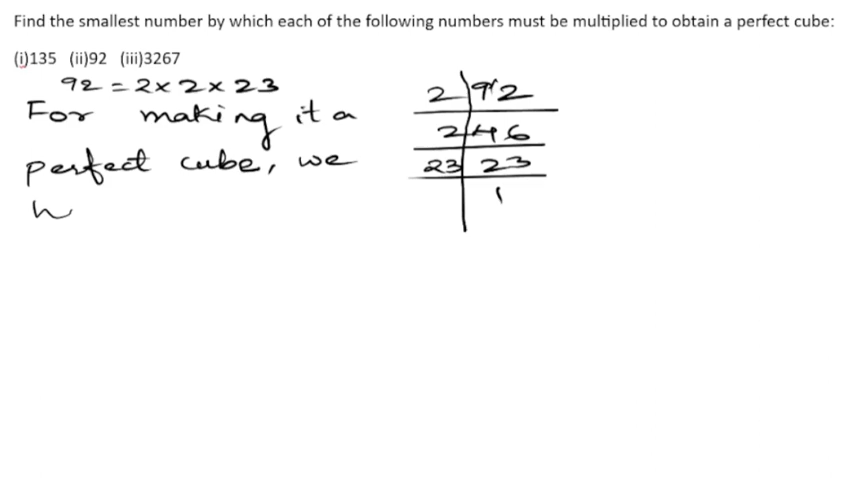 Find the smallest number by which each of the following numbers must be multiplied to obtain a perfect cube:
(i)135 (ii)92 (iii)3267
92 = 2 x 2 x 23
For making it a
perfect cube, we
h
2 92
2 46
23 23
1